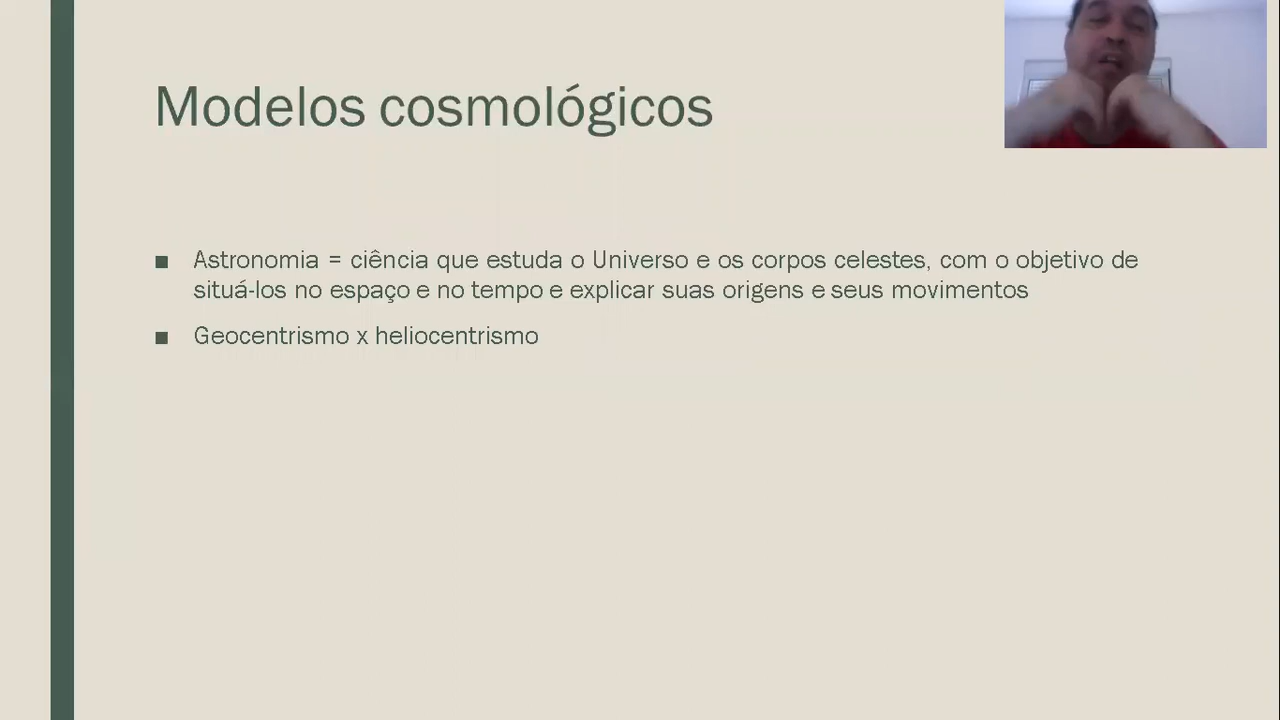 Modelos cosmológicos
■ Astronomia = ciência que estuda o Universo e os corpos celestes, com o objetivo de
situá-los no espaço e no tempo e explicar suas origens e seus movimentos
■ Geocentrismo x heliocentrismo